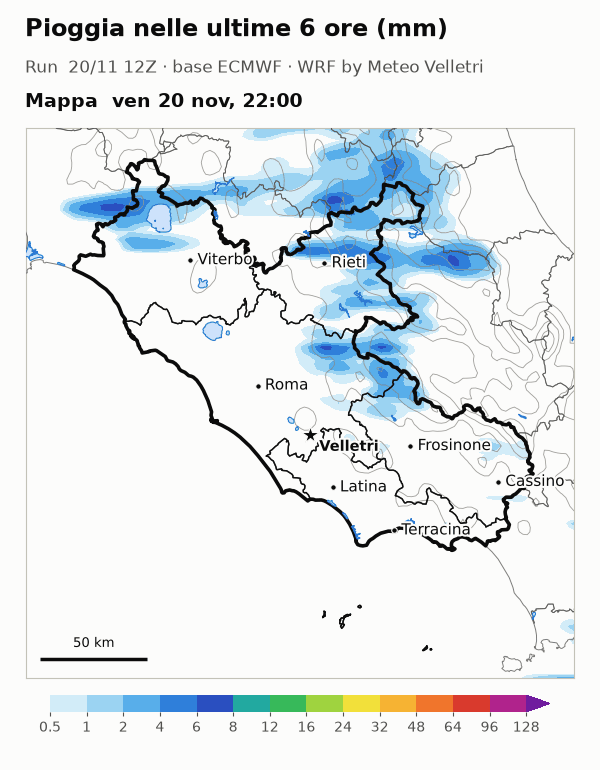 Pioggia nelle ultime 6 ore (mm)
Run  20/11 12Z · base ECMWF · WRF by Meteo Velletri
Mappa  ven 20 nov, 22:00
Viterbo
Rieti
Roma
Velletri
Frosinone
Latina
Cassino
Terracina
50 km
0.5 1 2 4 6 8 12 16 24 32 48 64 96 128